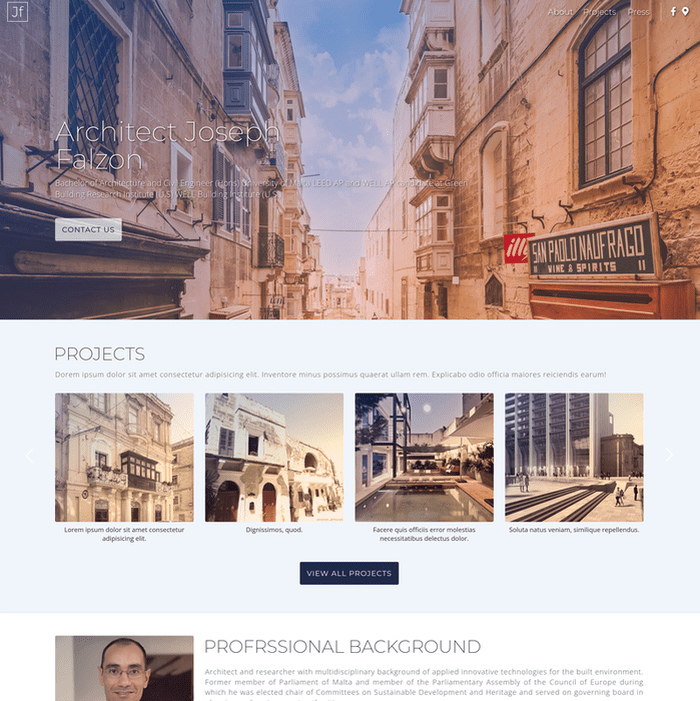 Jf
About Projects Press
Architect Joseph
Falzon
Bachelor of Architecture and Civil Engineer (Hons) University of Malta LEED AP and WELL AP candidate at Green
Building Research Institute (U.S) WELL Building Institute (U.S)
CONTACT US
illy
SAN PAOLO NAUFRAGO
WINE & SPIRITS
PROJECTS
Dorem ipsum dolor sit amet consectetur adipisicing elit. Inventore minus possimus quaerat ullam rem. Explicabo odio officia maiores reiciendis earum!
Lorem ipsum dolor sit amet consectetur
adipisicing elit.
Dignissimos, quod.
Facere quis officiis error molestias
necessitatibus delectus dolor.
Soluta natus veniam, similique repellendus.
VIEW ALL PROJECTS
PROFRSSIONAL BACKGROUND
Architect and researcher with multidisciplinary background of applied innovative technologies for the built environment.
Former member of Parliament of Malta and member of the Parliamentary Assembly of the Council of Europe during
which he was elected chair of Committees on Sustainable Development and Heritage and served on governing board in